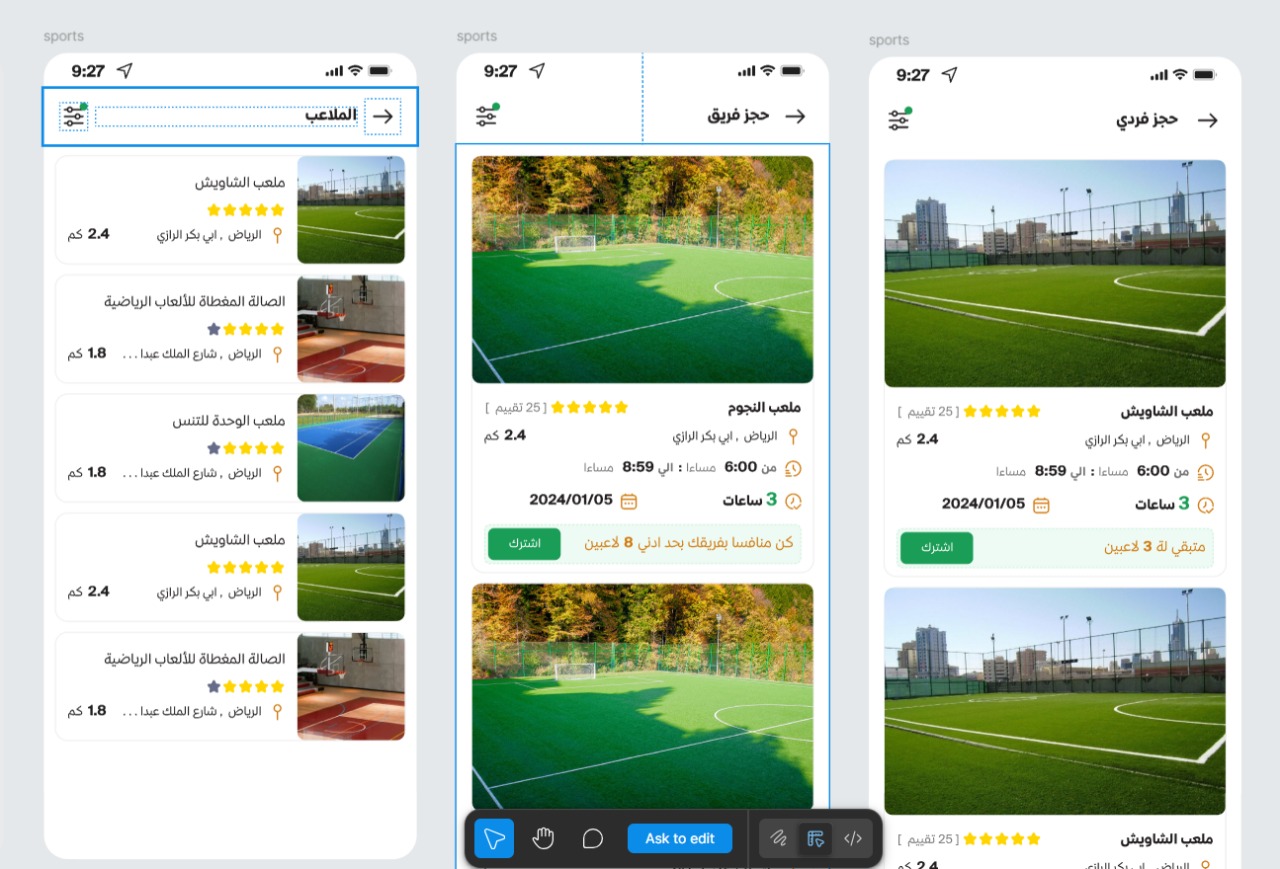 sports
9:27
الملاعب
ملعب الشاويش
الرياض , ابي بكر الرازي
2.4 كم
الصالة المغطاة للألعاب الرياضية
الرياض , شارع الملك عبدا ...
1.8 كم
ملعب الوحدة للتنس
الرياض , شارع الملك عبدا ...
1.8 كم
ملعب الشاويش
الرياض , ابي بكر الرازي
2.4 كم
الصالة المغطاة للألعاب الرياضية
الرياض , شارع الملك عبدا ...
1.8 كم
sports
9:27
حجز فريق
ملعب النجوم
[ 25 تقييم ]
الرياض , ابي بكر الرازي
2.4 كم
من 6:00 مساءا : الي 8:59 مساءا
3 ساعات
2024/01/05
كن منافسا بفريقك بحد ادني 8 لاعبين
اشترك
sports
9:27
حجز فردي
ملعب الشاويش
[ 25 تقييم ]
الرياض , ابي بكر الرازي
2.4 كم
من 6:00 مساءا : الي 8:59 مساءا
3 ساعات
2024/01/05
متبقي لة 3 لاعبين
اشترك
ملعب الشاويش
[ 25 تقييم ]
الرياض , ابي بكر الرازي
2.4 كم
Ask to edit